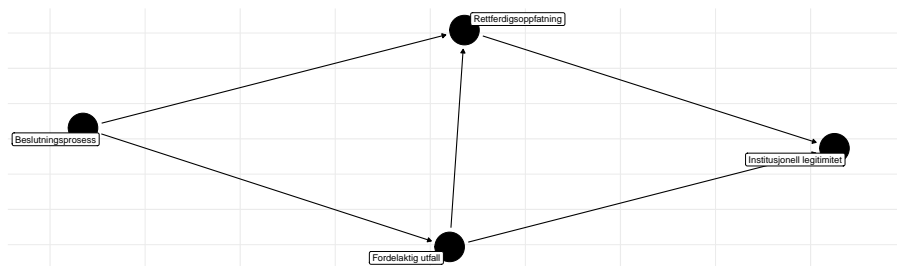 Rettferdigsoppfatning
Beslutningsprosess
Institusjonell legitimitet
Fordelaktig utfall